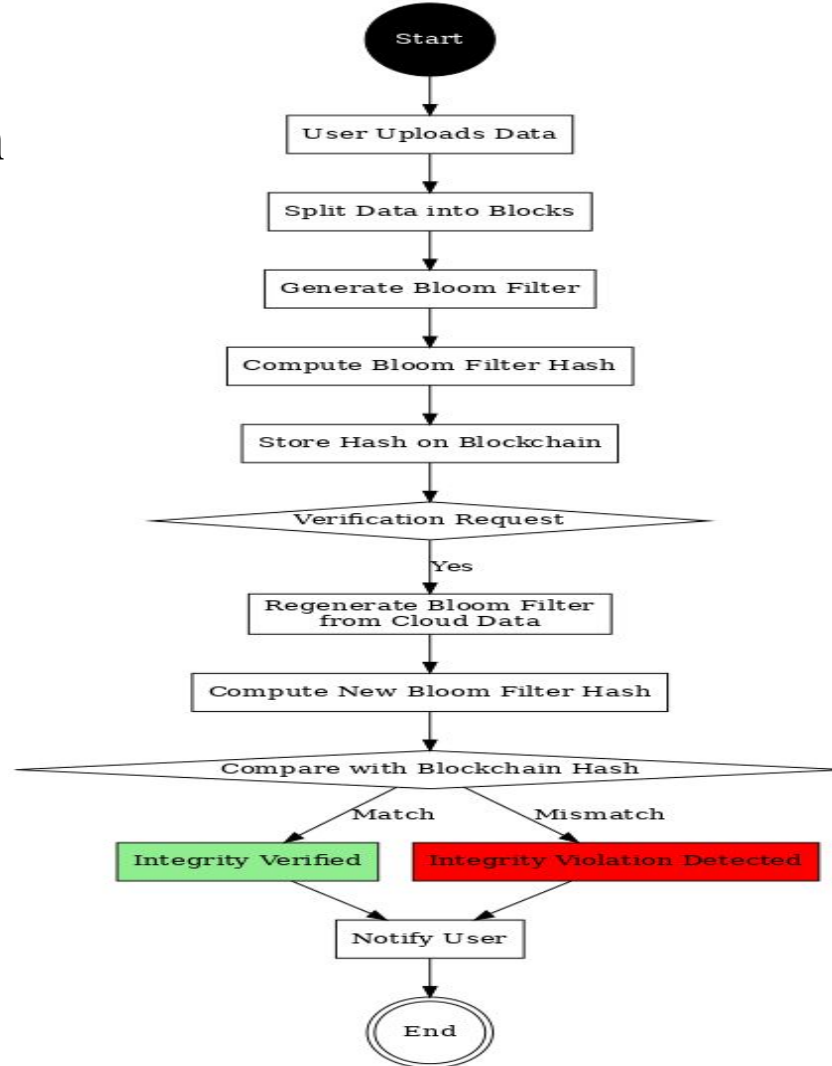 Start
User Uploads Data
Split Data into Blocks
Generate Bloom Filter
Compute Bloom Filter Hash
Store Hash on Blockchain
Verification Request
Yes
Regenerate Bloom Filter
from Cloud Data
Compute New Bloom Filter Hash
Compare with Blockchain Hash
Match Mismatch
Integrity Verified Integrity Violation Detected
Notify User
End